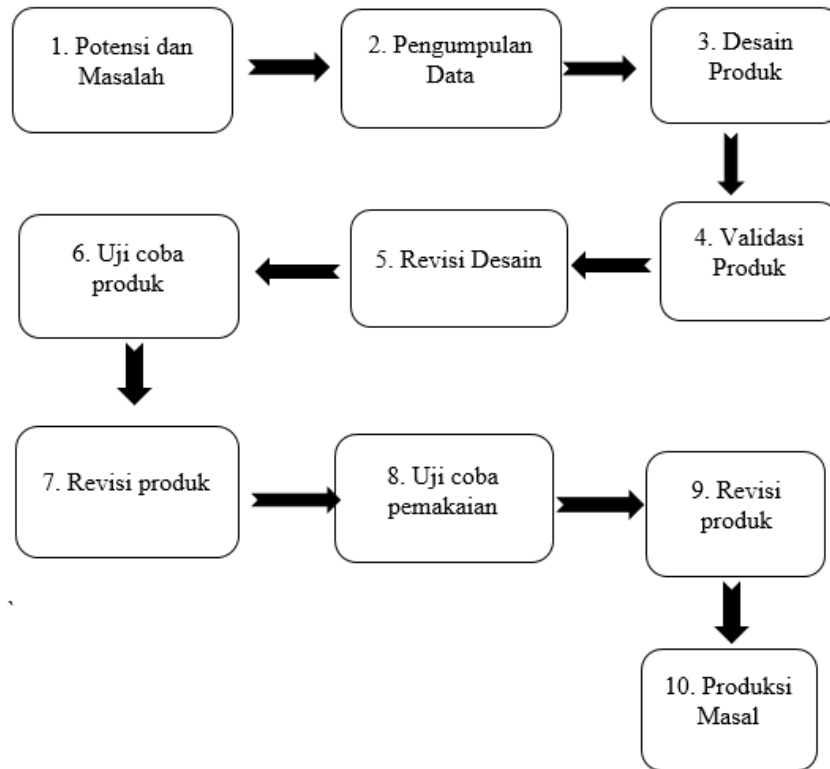 1. Potensi dan
Masalah
2. Pengumpulan
Data
3. Desain
Produk
4. Validasi
Produk
5. Revisi Desain
6. Uji coba
produk
7. Revisi produk
8. Uji coba
pemakaian
9. Revisi
produk
10. Produksi
Masal